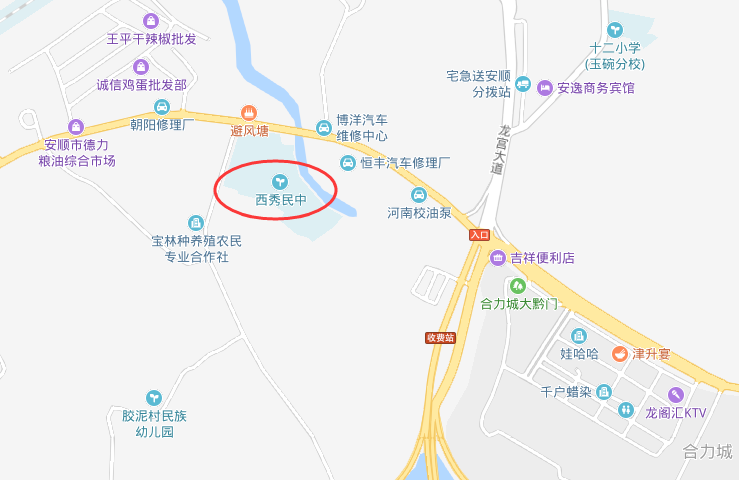 王平干辣椒批发
十二小学
(玉碗分校)
诚信鸡蛋批发部
宅急送安顺
分拨站
安逸商务宾馆
朝阳修理厂
避风塘
博洋汽车
维修中心
龙宫大道
安顺市德力
粮油综合市场
恒丰汽车修理厂
西秀民中
河南校油泵
宝林种养殖农民
专业合作社
入口
吉祥便利店
合力城大黔门
收费站
娃哈哈
津升宴
千户蜡染
胶泥村民族
幼儿园
龙阁汇KTV
合力城